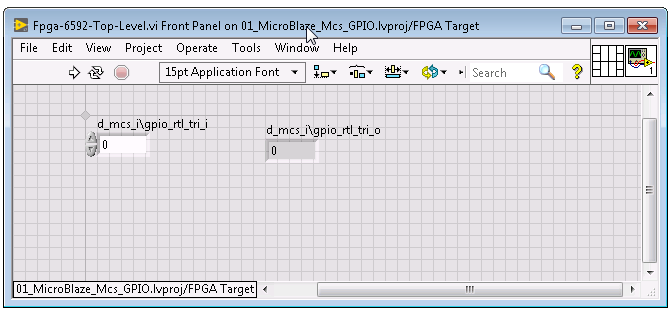 Fpga-6592-Top-Level.vi Front Panel on 01_MicroBlaze_Mcs_GPIO.lvproj/FPGA Target
File Edit View Project Operate Tools Window Help
15pt Application Font Search ? 1
d_mcs_i\gpio_rtl_tri_i
d_mcs_i\gpio_rtl_tri_o
0
0
01_MicroBlaze_Mcs_GPIO.lvproj/FPGA Target